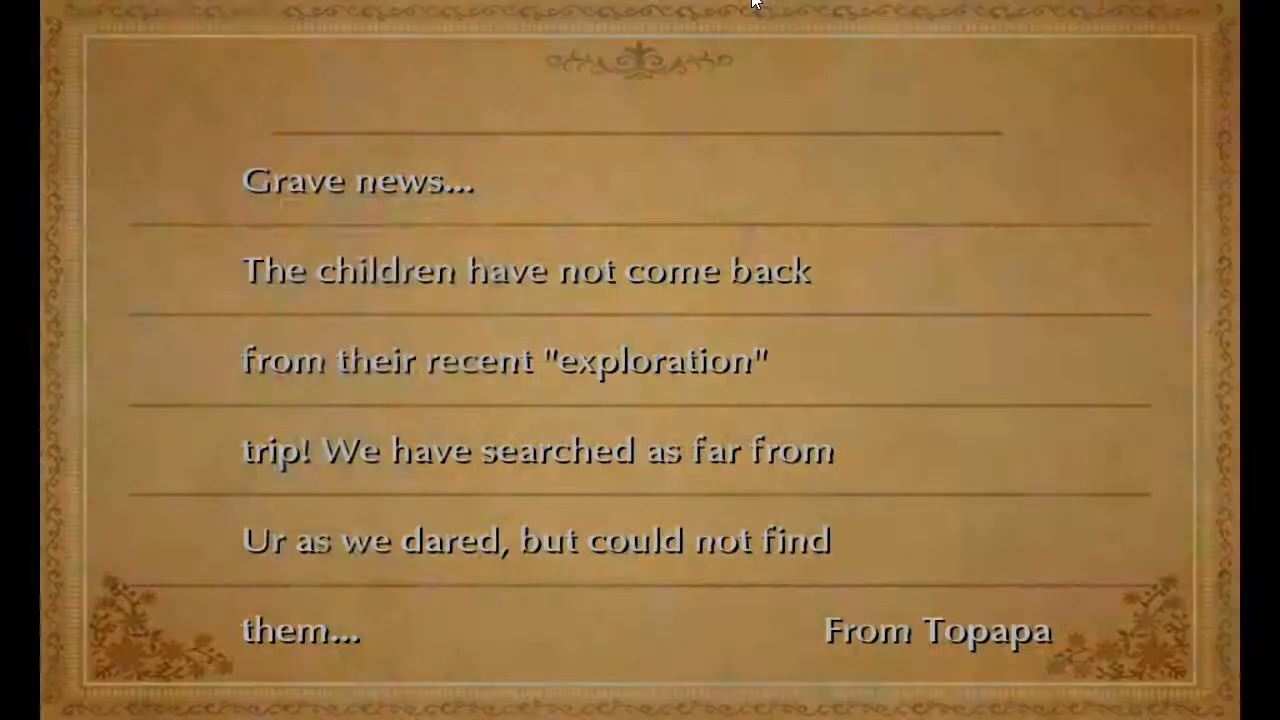 Grave news...
The children have not come back
from their recent "exploration"
trip! We have searched as far from
Ur as we dared, but could not find
them... From Topapa